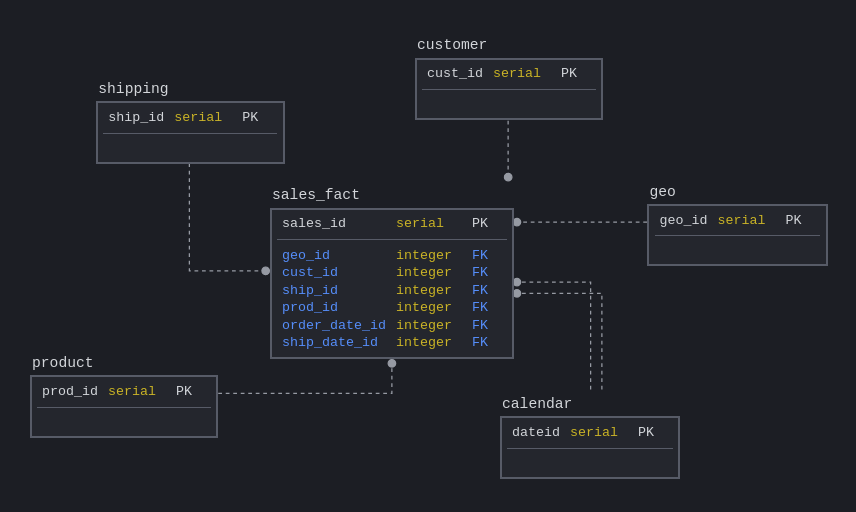 customer
cust_id serial PK
shipping
ship_id serial PK
sales_fact
sales_id serial PK
geo_id integer FK
cust_id integer FK
ship_id integer FK
prod_id integer FK
order_date_id integer FK
ship_date_id integer FK
geo
geo_id serial PK
product
prod_id serial PK
calendar
dateid serial PK